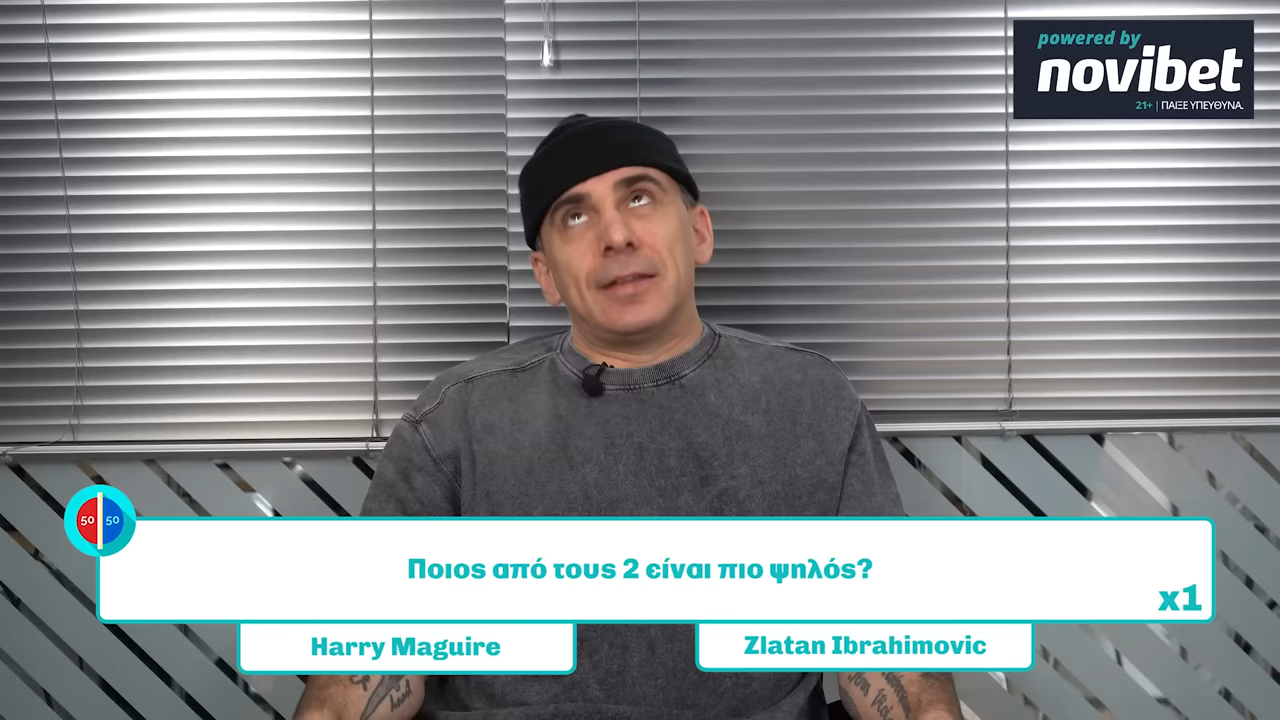 powered by
novibet
21+ | ΠΑΙΞΕ ΥΠΕΥΘΥΝΑ.
50 50
Ποιος από τους 2 είναι πιο ψηλός?
x1
Harry Maguire
Zlatan Ibrahimovic